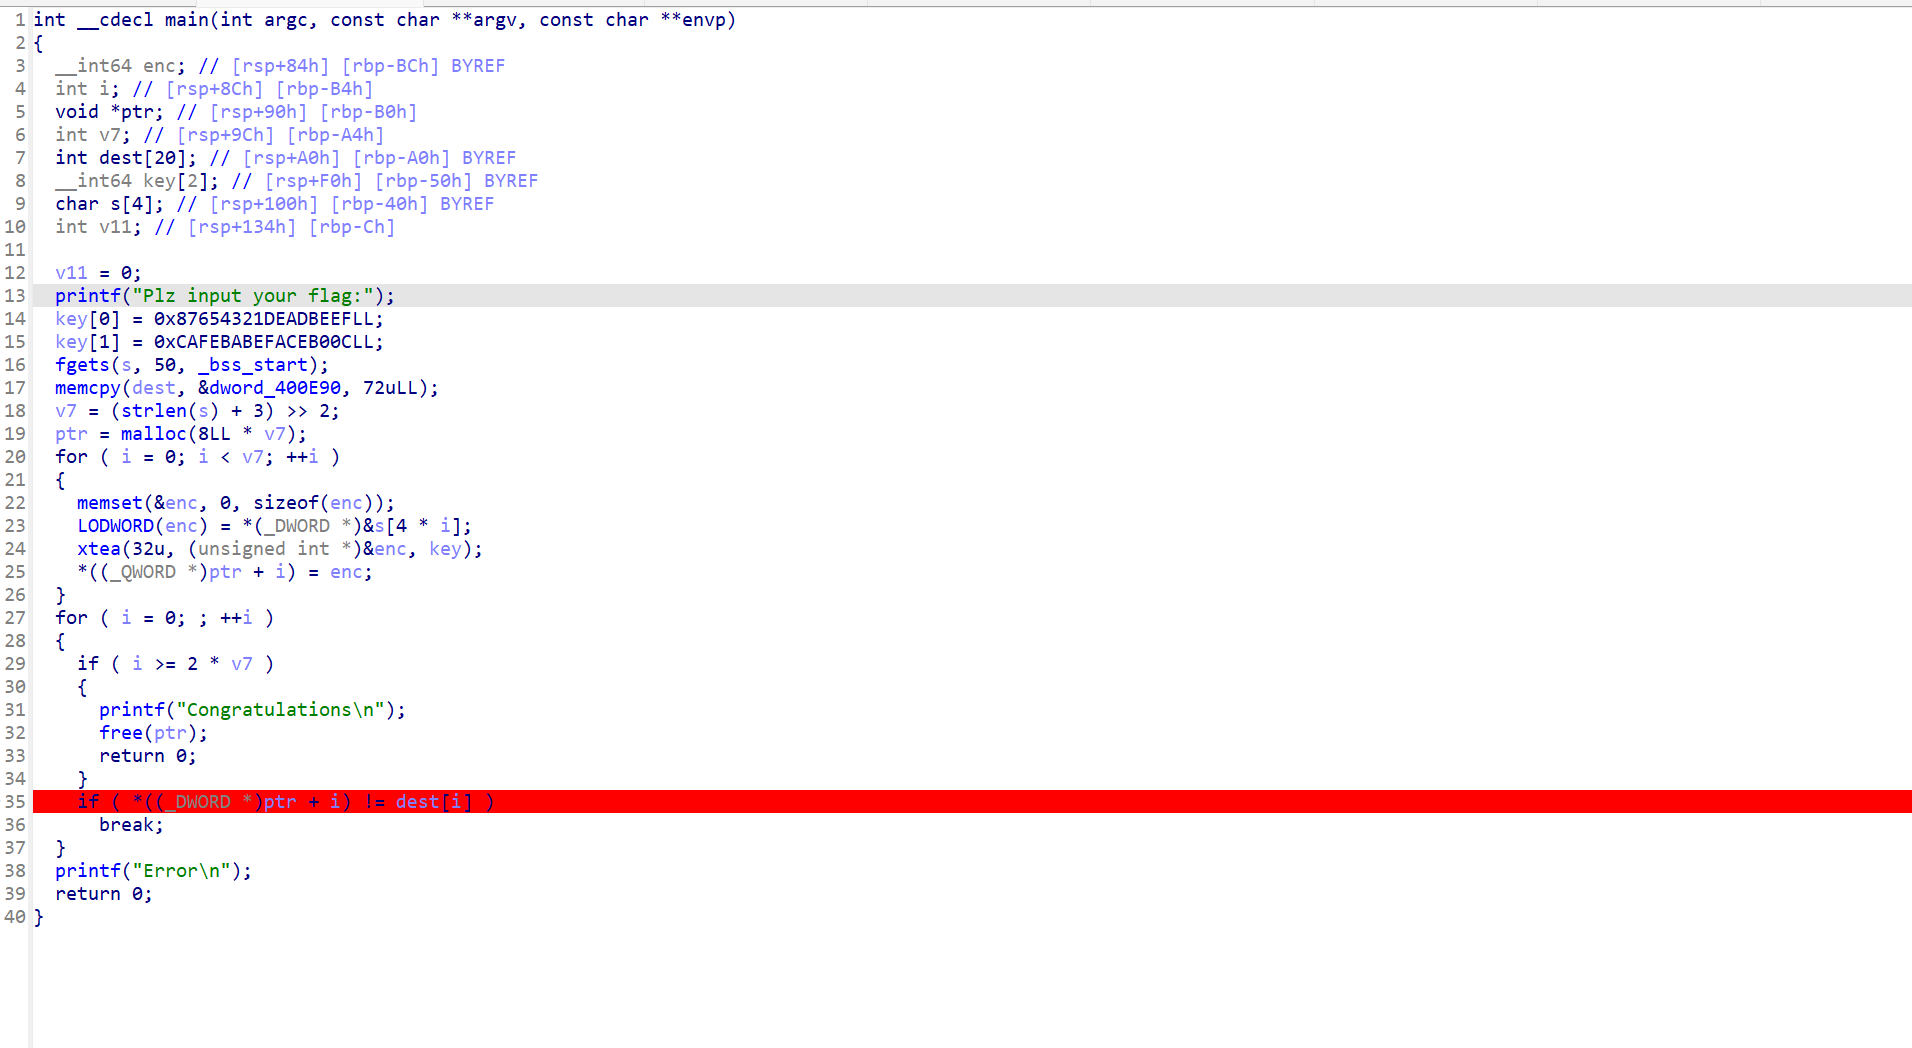 1 int __cdecl main(int argc, const char **argv, const char **envp)
2 {
3   __int64 enc; // [rsp+84h] [rbp-BCh] BYREF
4   int i; // [rsp+8Ch] [rbp-B4h]
5   void *ptr; // [rsp+90h] [rbp-B0h]
6   int v7; // [rsp+9Ch] [rbp-A4h]
7   int dest[20]; // [rsp+A0h] [rbp-A0h] BYREF
8   __int64 key[2]; // [rsp+F0h] [rbp-50h] BYREF
9   char s[4]; // [rsp+100h] [rbp-40h] BYREF
10   int v11; // [rsp+134h] [rbp-Ch]
11
12   v11 = 0;
13   printf("Plz input your flag:");
14   key[0] = 0x87654321DEADBEEFLL;
15   key[1] = 0xCAFEBABEFACEB00CLL;
16   fgets(s, 50, _bss_start);
17   memcpy(dest, &dword_400E90, 72uLL);
18   v7 = (strlen(s) + 3) >> 2;
19   ptr = malloc(8LL * v7);
20   for ( i = 0; i < v7; ++i )
21   {
22     memset(&enc, 0, sizeof(enc));
23     LODWORD(enc) = *(_DWORD *)&s[4 * i];
24     xtea(32u, (unsigned int *)&enc, key);
25     *((_QWORD *)ptr + i) = enc;
26   }
27   for ( i = 0; ; ++i )
28   {
29     if ( i >= 2 * v7 )
30     {
31       printf("Congratulations\n");
32       free(ptr);
33       return 0;
34     }
35     if ( *((_DWORD *)ptr + i) != dest[i] )
36       break;
37   }
38   printf("Error\n");
39   return 0;
40 }